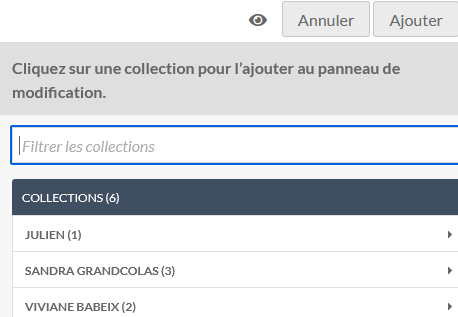 Annuler Ajouter
Cliquez sur une collection pour l’ajouter au panneau de
modification.
Filtrer les collections
COLLECTIONS (6)
JULIEN (1)
SANDRA GRANDCOLAS (3)
VIVIANE BABEIX (2)